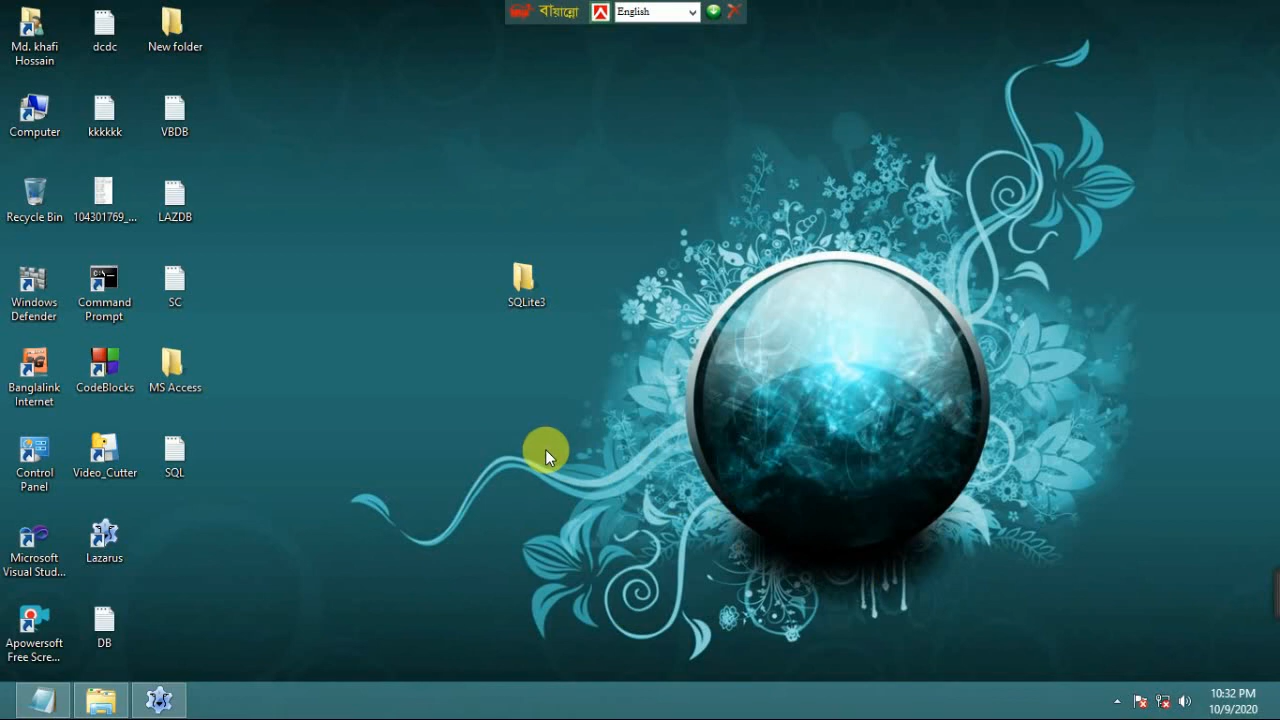 বায়ান্নো
English
Md. khafi
Hossain
dcdc
New folder
Computer
kkkkkk
VBDB
Recycle Bin
104301769_...
LAZDB
Windows
Defender
Command
Prompt
SC
SQLite3
Banglalink
Internet
CodeBlocks
MS Access
Control
Panel
Video_Cutter
SQL
Microsoft
Visual Stud...
Lazarus
Apowersoft
Free Scre...
DB
10:32 PM
10/9/2020